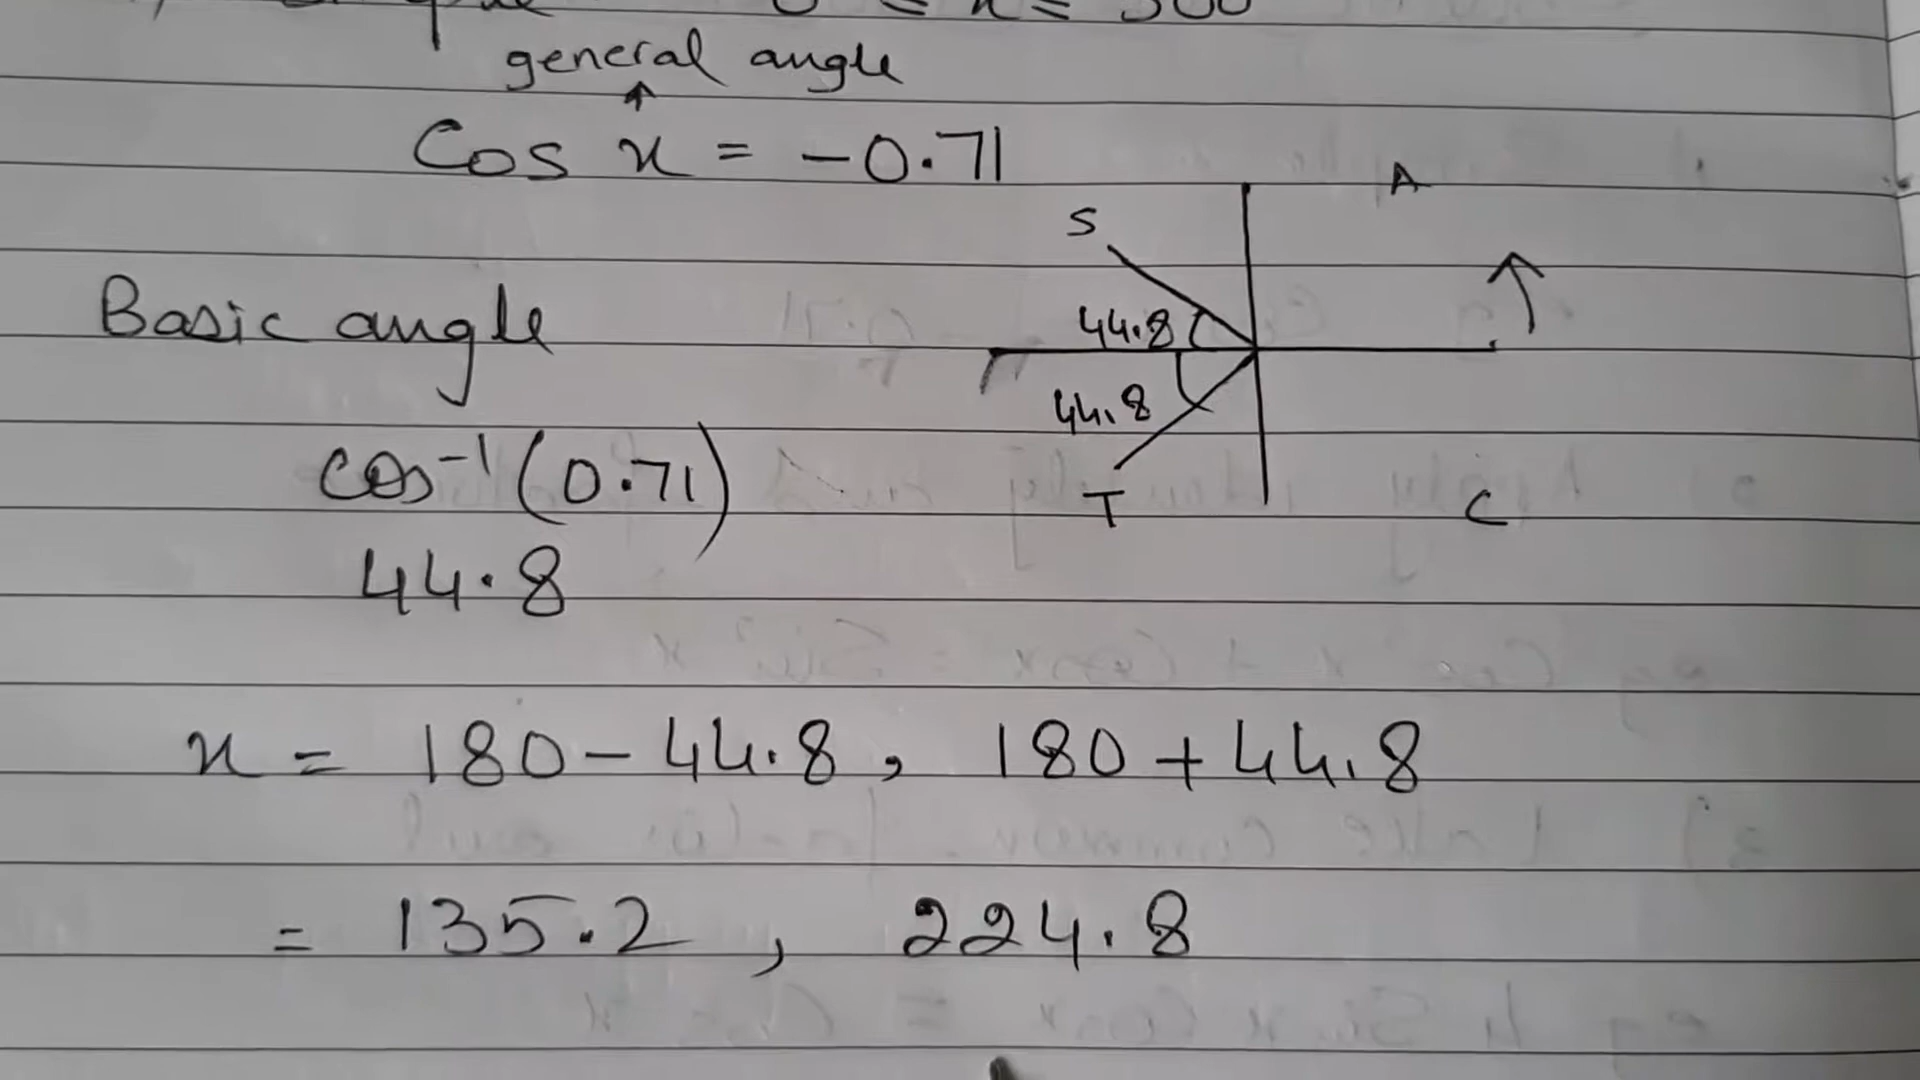 general angle
Cos x = -0.71
A
S
Basic angle
44.8
44.8
cos⁻¹(0.71)
T
C
44.8
x = 180 - 44.8, 180 + 44.8
= 135.2, 224.8